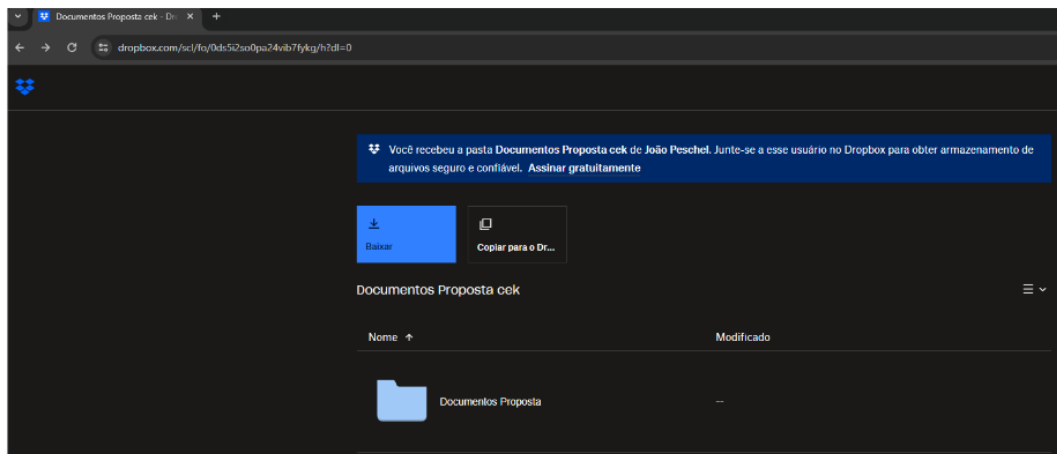 Documentos Proposta cek - Dr
dropbox.com/scl/fo/0ds5i2so0pa24vib7fykg/h?dl=0
Você recebeu a pasta Documentos Proposta cek de João Peschel. Junte-se a esse usuário no Dropbox para obter armazenamento de
arquivos seguro e confiável. Assinar gratuitamente
Baixar
Copiar para o Dr...
Documentos Proposta cek
Nome
Modificado
Documentos Proposta
--